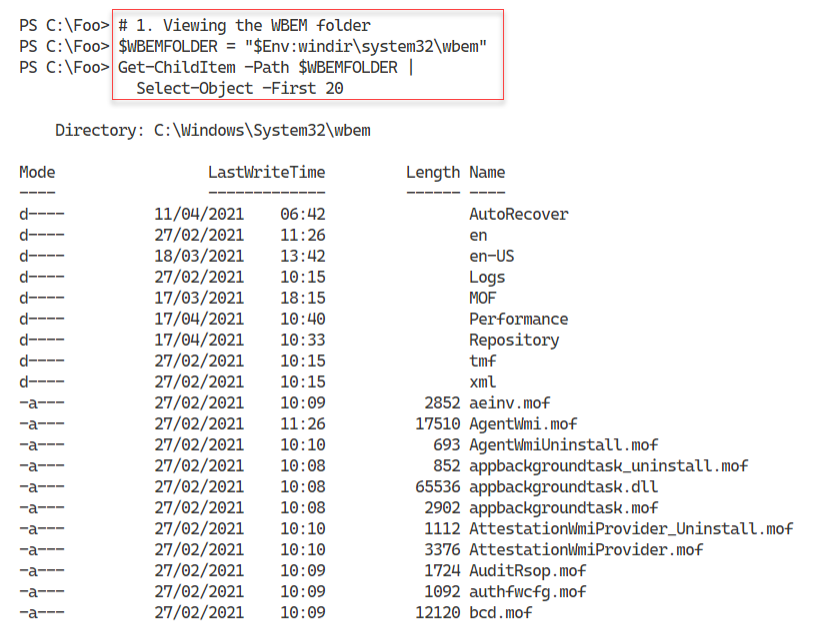 PS C:\Foo> # 1. Viewing the WBEM folder
PS C:\Foo> $WBEMFOLDER = "$Env:windir\system32\wbem"
PS C:\Foo> Get-ChildItem -Path $WBEMFOLDER |
Select-Object -First 20
Directory: C:\Windows\System32\wbem
Mode LastWriteTime Length Name
---- ------------- ------ ----
d---- 11/04/2021 06:42 AutoRecover
d---- 27/02/2021 11:26 en
d---- 18/03/2021 13:42 en-US
d---- 27/02/2021 10:15 Logs
d---- 17/03/2021 18:15 MOF
d---- 17/04/2021 10:40 Performance
d---- 17/04/2021 10:33 Repository
d---- 27/02/2021 10:15 tmf
d---- 27/02/2021 10:15 xml
-a--- 27/02/2021 10:09 2852 aeinv.mof
-a--- 27/02/2021 11:26 17510 AgentWmi.mof
-a--- 27/02/2021 10:10 693 AgentWmiUninstall.mof
-a--- 27/02/2021 10:08 852 appbackgroundtask_uninstall.mof
-a--- 27/02/2021 10:08 65536 appbackgroundtask.dll
-a--- 27/02/2021 10:08 2902 appbackgroundtask.mof
-a--- 27/02/2021 10:10 1112 AttestationWmiProvider_Uninstall.mof
-a--- 27/02/2021 10:10 3376 AttestationWmiProvider.mof
-a--- 27/02/2021 10:09 1724 AuditRsop.mof
-a--- 27/02/2021 10:09 1092 authfwcfg.mof
-a--- 27/02/2021 10:09 12120 bcd.mof